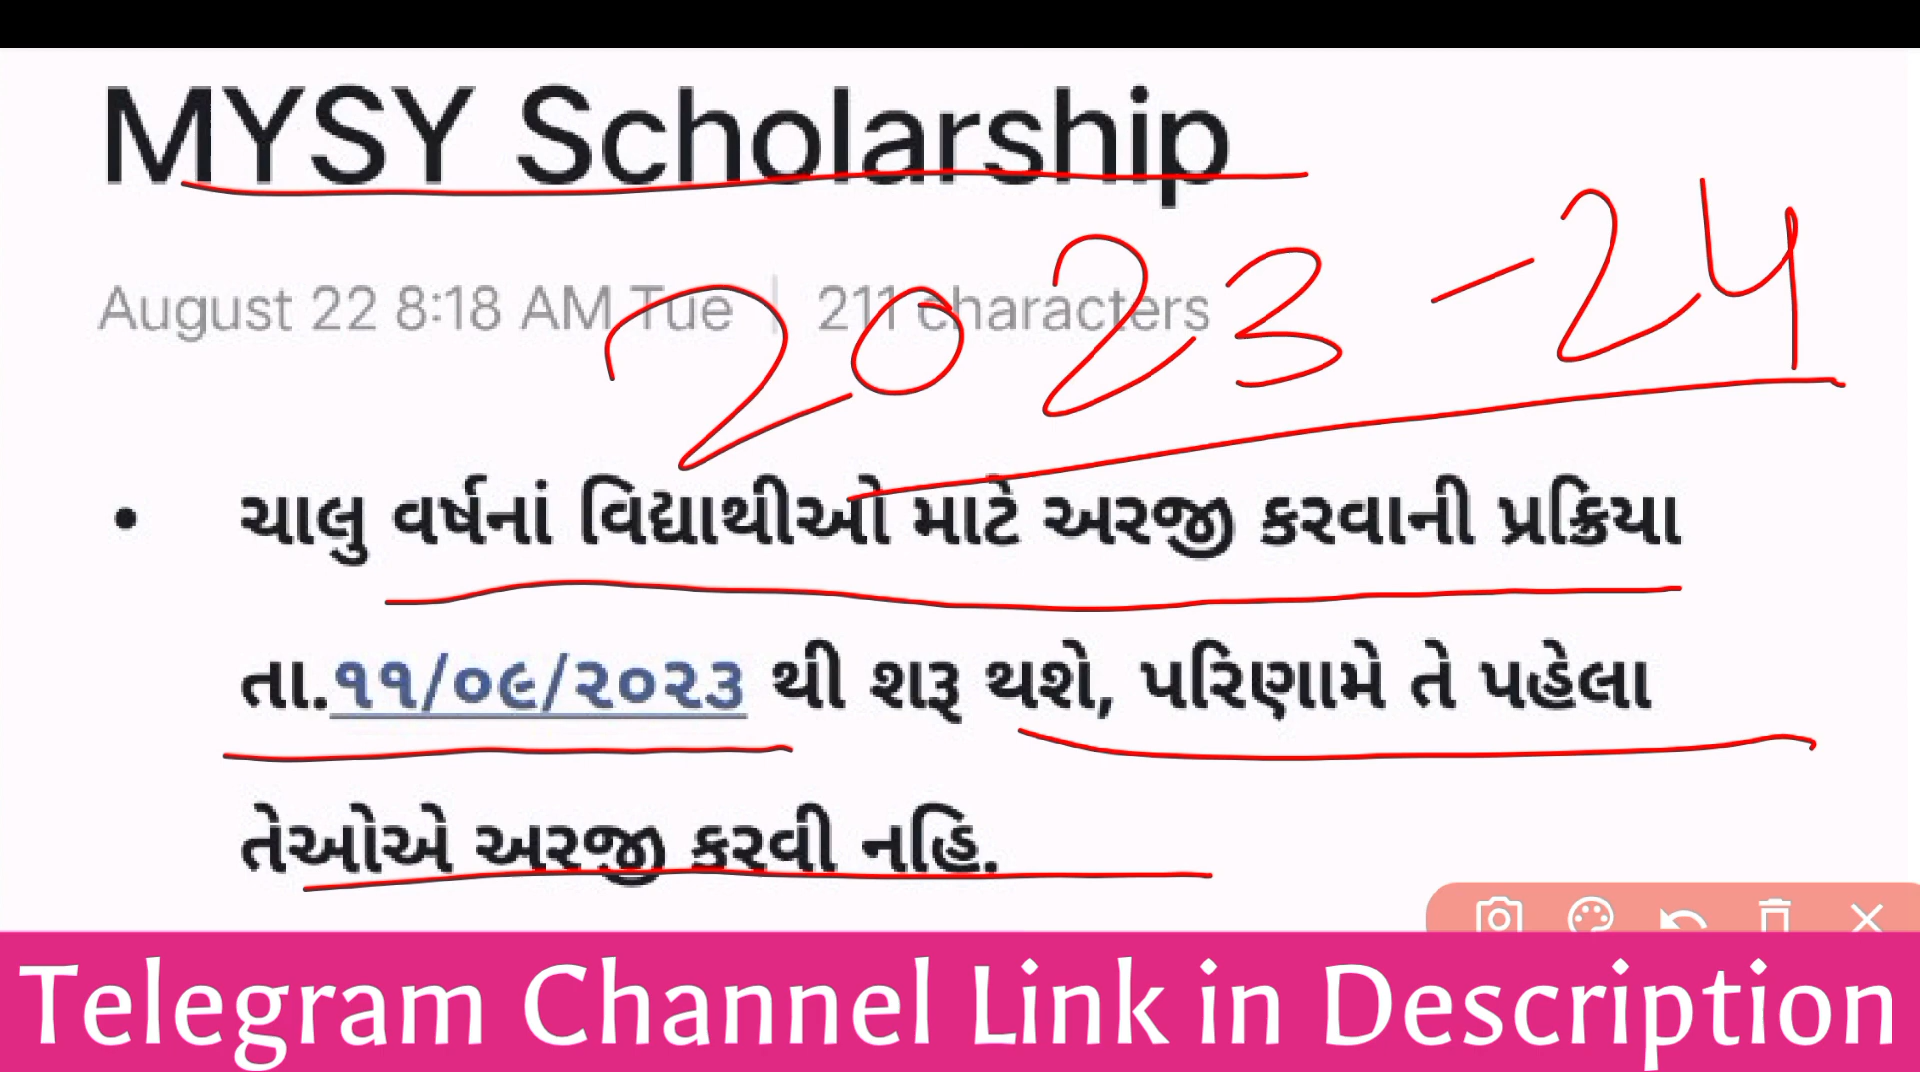 MYSY Scholarship
2023-24
August 22 8:18 AM Tue | 211 characters
• ચાલુ વર્ષનાં વિદ્યાથીઓ માટે અરજી કરવાની પ્રક્રિયા
તા.૧૧/૦૯/૨૦૨૩ થી શરૂ થશે, પરિણામે તે પહેલા
તેઓએ અરજી કરવી નહિ.
Telegram Channel Link in Description